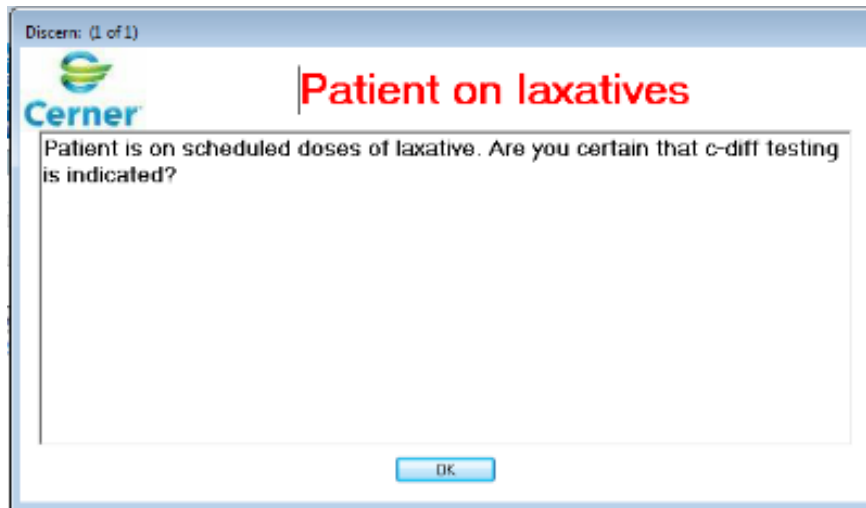 Discern: (1 of 1)
Cerner
Patient on laxatives
Patient is on scheduled doses of laxative. Are you certain that c-diff testing
is indicated?
OK